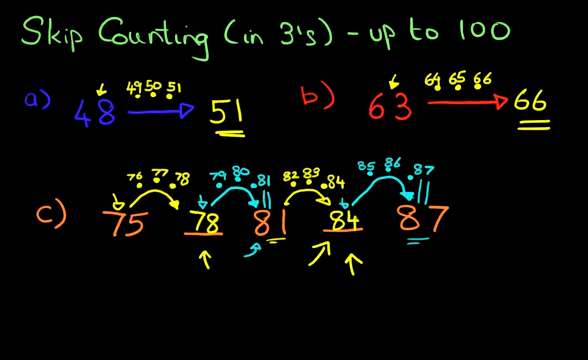 Skip Counting (in 3's) - up to 100
a) 48 49 50 51 51
b) 63 64 65 66 66
76 77 78 79 80 81 82 83 84 85 86 87
c) 75 78 81 84 87